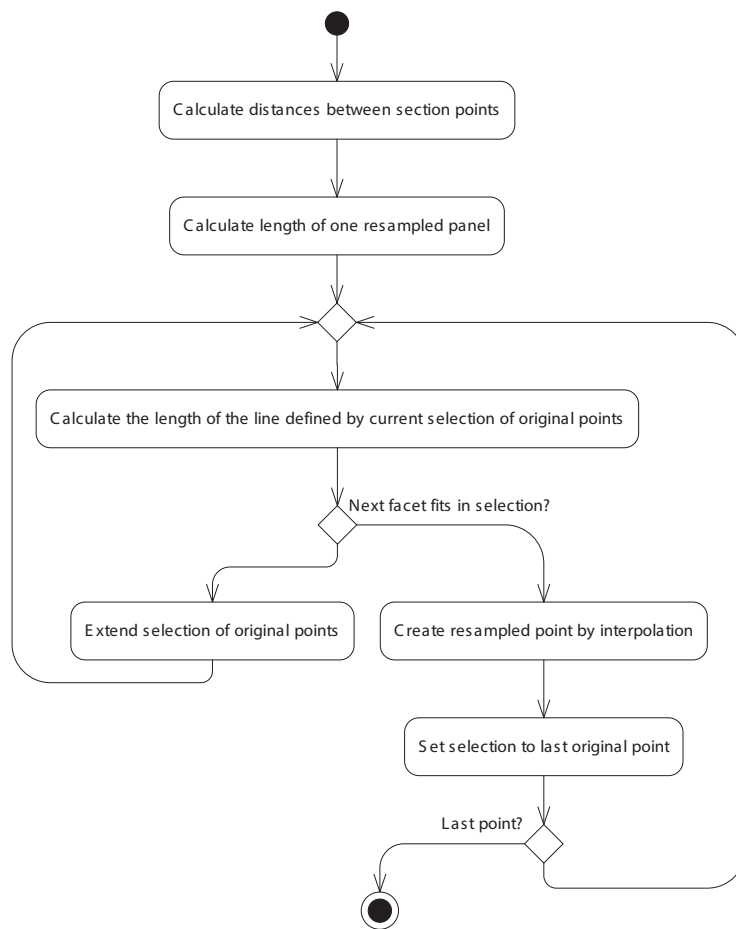 Calculate distances between section points
Calculate length of one resampled panel
Calculate the length of the line defined by current selection of original points
Next facet fits in selection?
Extend selection of original points
Create resampled point by interpolation
Set selection to last original point
Last point?